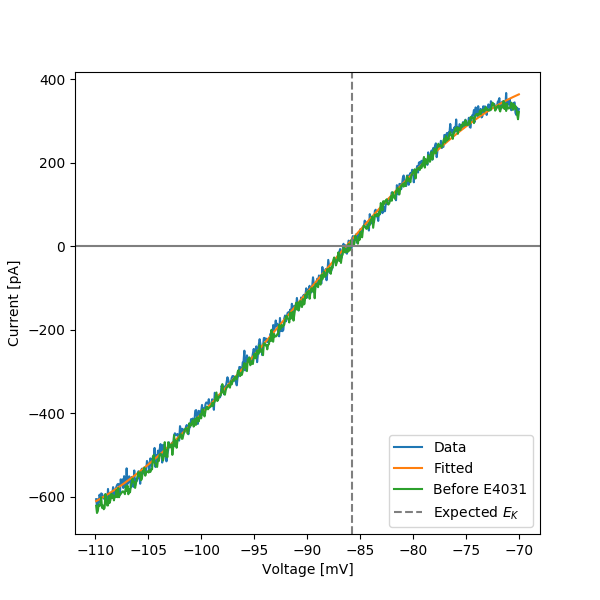 400
200
0
−200
−400
−600
Current [pA]
−110 −105 −100 −95 −90 −85 −80 −75 −70
Voltage [mV]
Data
Fitted
Before E4031
Expected $E_K$